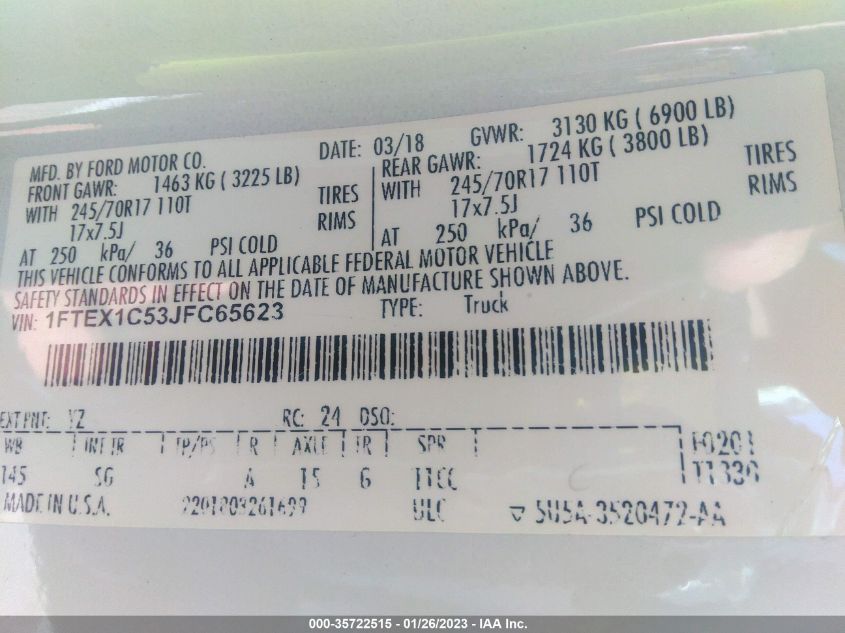 MFD. BY FORD MOTOR CO.
DATE: 03/18 GVWR: 3130 KG ( 6900 LB)
FRONT GAWR: 1463 KG ( 3225 LB)
WITH 245/70R17 110T TIRES
17x7.5J RIMS
AT 250 kPa/ 36 PSI COLD
REAR GAWR: 1724 KG ( 3800 LB)
WITH 245/70R17 110T TIRES
17x7.5J RIMS
AT 250 kPa/ 36 PSI COLD
THIS VEHICLE CONFORMS TO ALL APPLICABLE FEDERAL MOTOR VEHICLE
SAFETY STANDARDS IN EFFECT ON THE DATE OF MANUFACTURE SHOWN ABOVE.
VIN: 1FTEX1C53JFC65623 TYPE: Truck
EXT PNT: YZ RC: 24 DSO:
WB INT TR TP/PS R AXLE TR SPR
145 SG A 15 6
MADE IN U.S.A. ULC 5U5A-3520472-AA
000-35722515 - 01/26/2023 - IAA Inc.